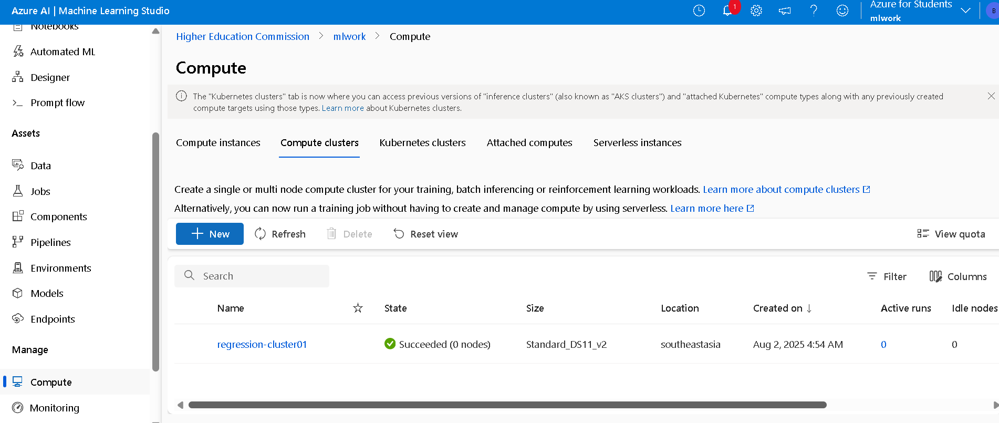 Azure AI | Machine Learning Studio
1
Azure for Students
mlwork
B
Notebooks
Automated ML
Designer
Prompt flow
Assets
Data
Jobs
Components
Pipelines
Environments
Models
Endpoints
Manage
Compute
Monitoring
Higher Education Commission > mlwork > Compute
Compute
The "Kubernetes clusters" tab is now where you can access previous versions of "inference clusters" (also known as "AKS clusters") and "attached Kubernetes" compute types along with any previously created
compute targets using those types. Learn more about Kubernetes clusters.
Compute instances Compute clusters Kubernetes clusters Attached computes Serverless instances
Create a single or multi node compute cluster for your training, batch inferencing or reinforcement learning workloads. Learn more about compute clusters
Alternatively, you can now run a training job without having to create and manage compute by using serverless. Learn more here
New Refresh Delete Reset view View quota
Search Filter Columns
Name State Size Location Created on ↓ Active runs Idle nodes
regression-cluster01 Succeeded (0 nodes) Standard_DS11_v2 southeastasia Aug 2, 2025 4:54 AM 0 0